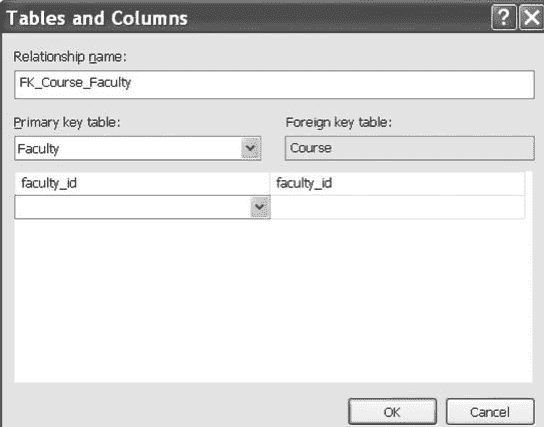 Tables and Columns
Relationship name:
FK_Course_Faculty
Primary key table:
Foreign key table:
Faculty
Course
faculty_id
faculty_id
OK
Cancel